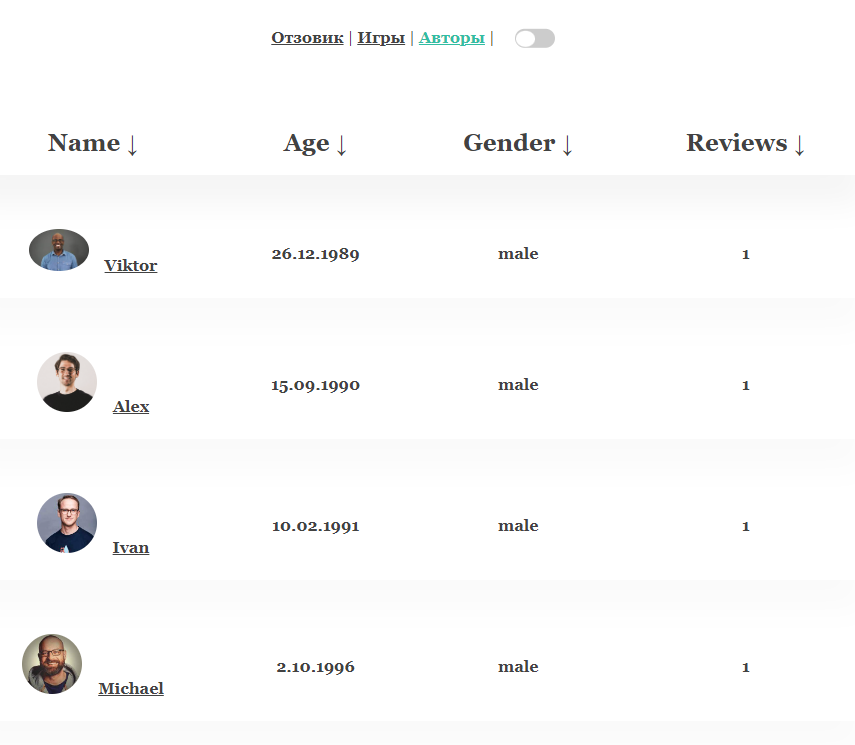 Отзовик | Игры | Авторы |
Name ↓ Age ↓ Gender ↓ Reviews ↓
Viktor 26.12.1989 male 1
Alex 15.09.1990 male 1
Ivan 10.02.1991 male 1
Michael 2.10.1996 male 1